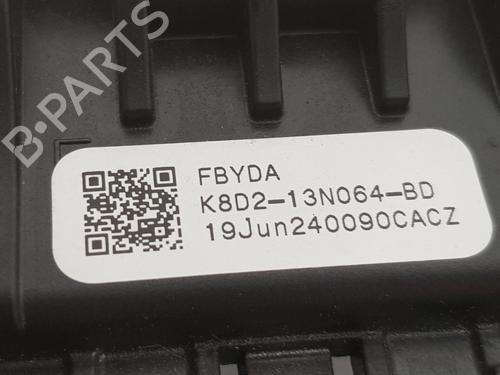 B-PARTS
FBYDA
K8D2-13N064-BD
19Jun240090CACZ